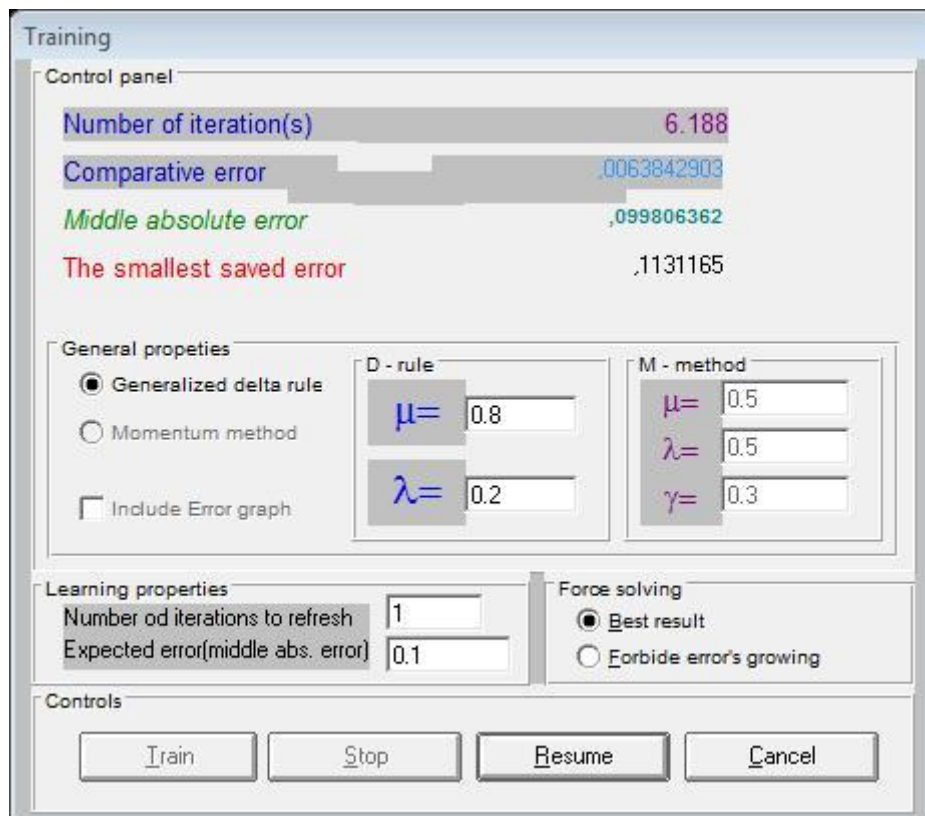 Training
Control panel
Number of iteration(s) 6.188
Comparative error ,0063842903
Middle absolute error ,099806362
The smallest saved error ,1131165
General propeties
Generalized delta rule
Momentum method
Include Error graph
D - rule
μ= 0.8
λ= 0.2
M - method
μ= 0.5
λ= 0.5
γ= 0.3
Learning properties
Number od iterations to refresh 1
Expected error(middle abs. error) 0.1
Force solving
Best result
Forbide error's growing
Controls
Train Stop Resume Cancel